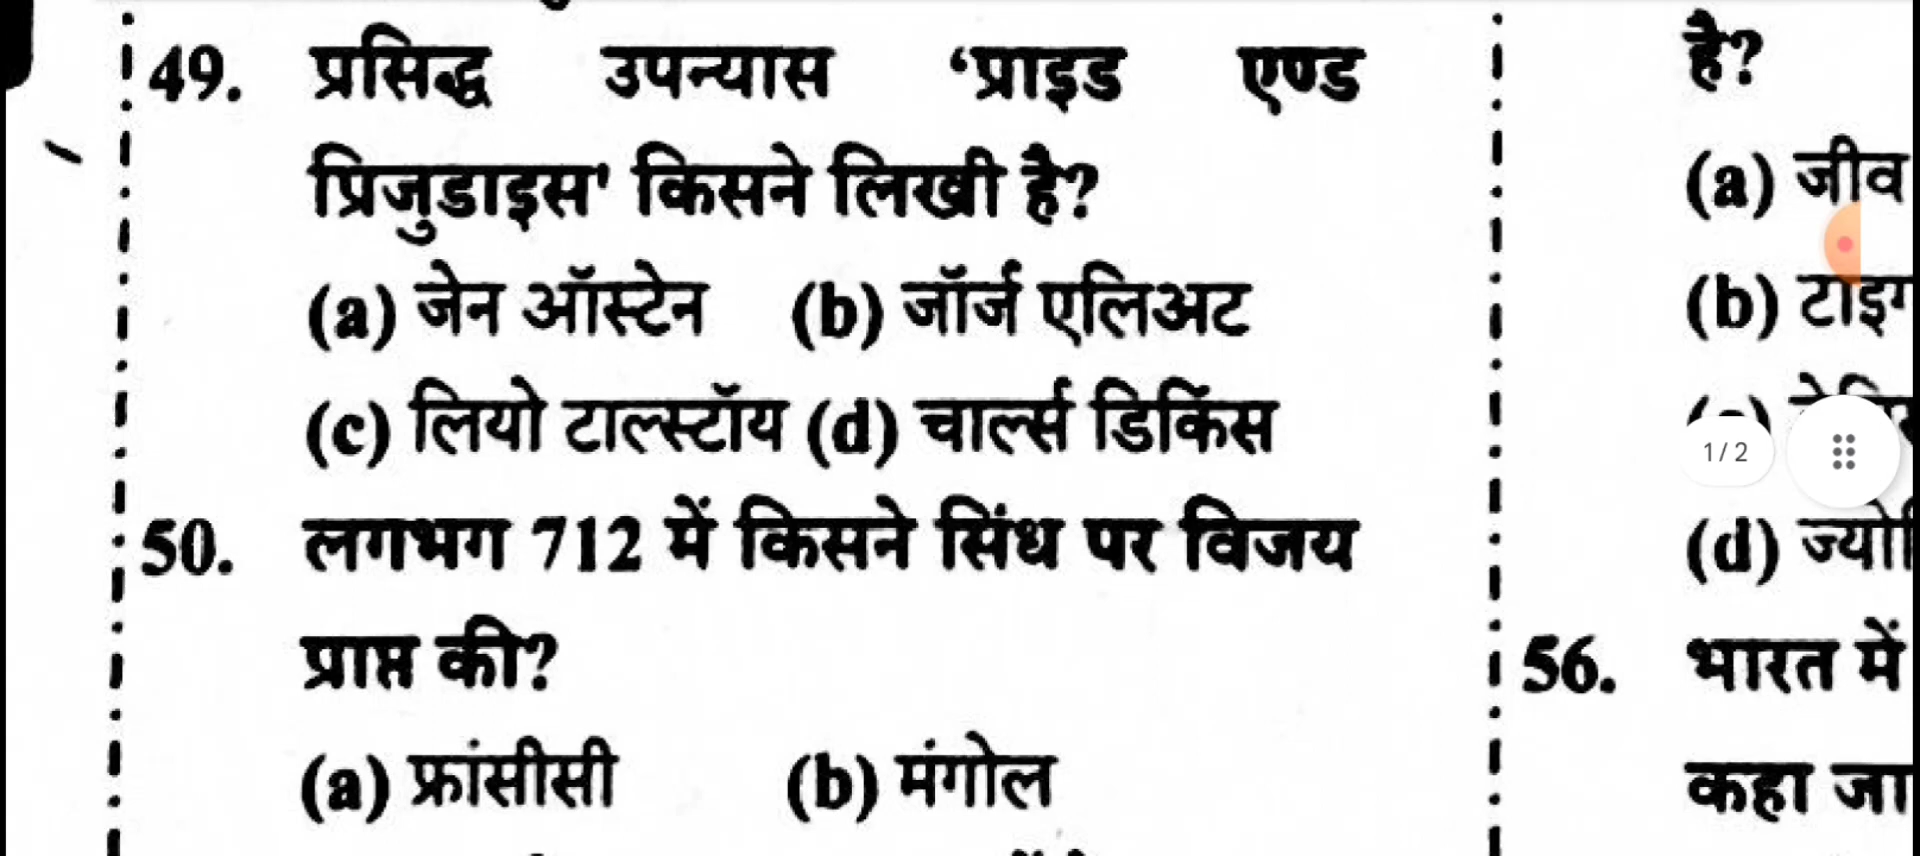 49. प्रसिद्ध उपन्यास ‘प्राइड एण्ड
प्रिजुडाइस' किसने लिखी है?
(a) जेन ऑस्टेन (b) जॉर्ज एलिअट
(c) लियो टाल्स्टॉय (d) चार्ल्स डिकिंस
50. लगभग 712 में किसने सिंध पर विजय
प्राप्त की?
(a) फ्रांसीसी (b) मंगोल
है?
(a) जीव
(b)
1/2
(d)
56. भारत में
कहा जा